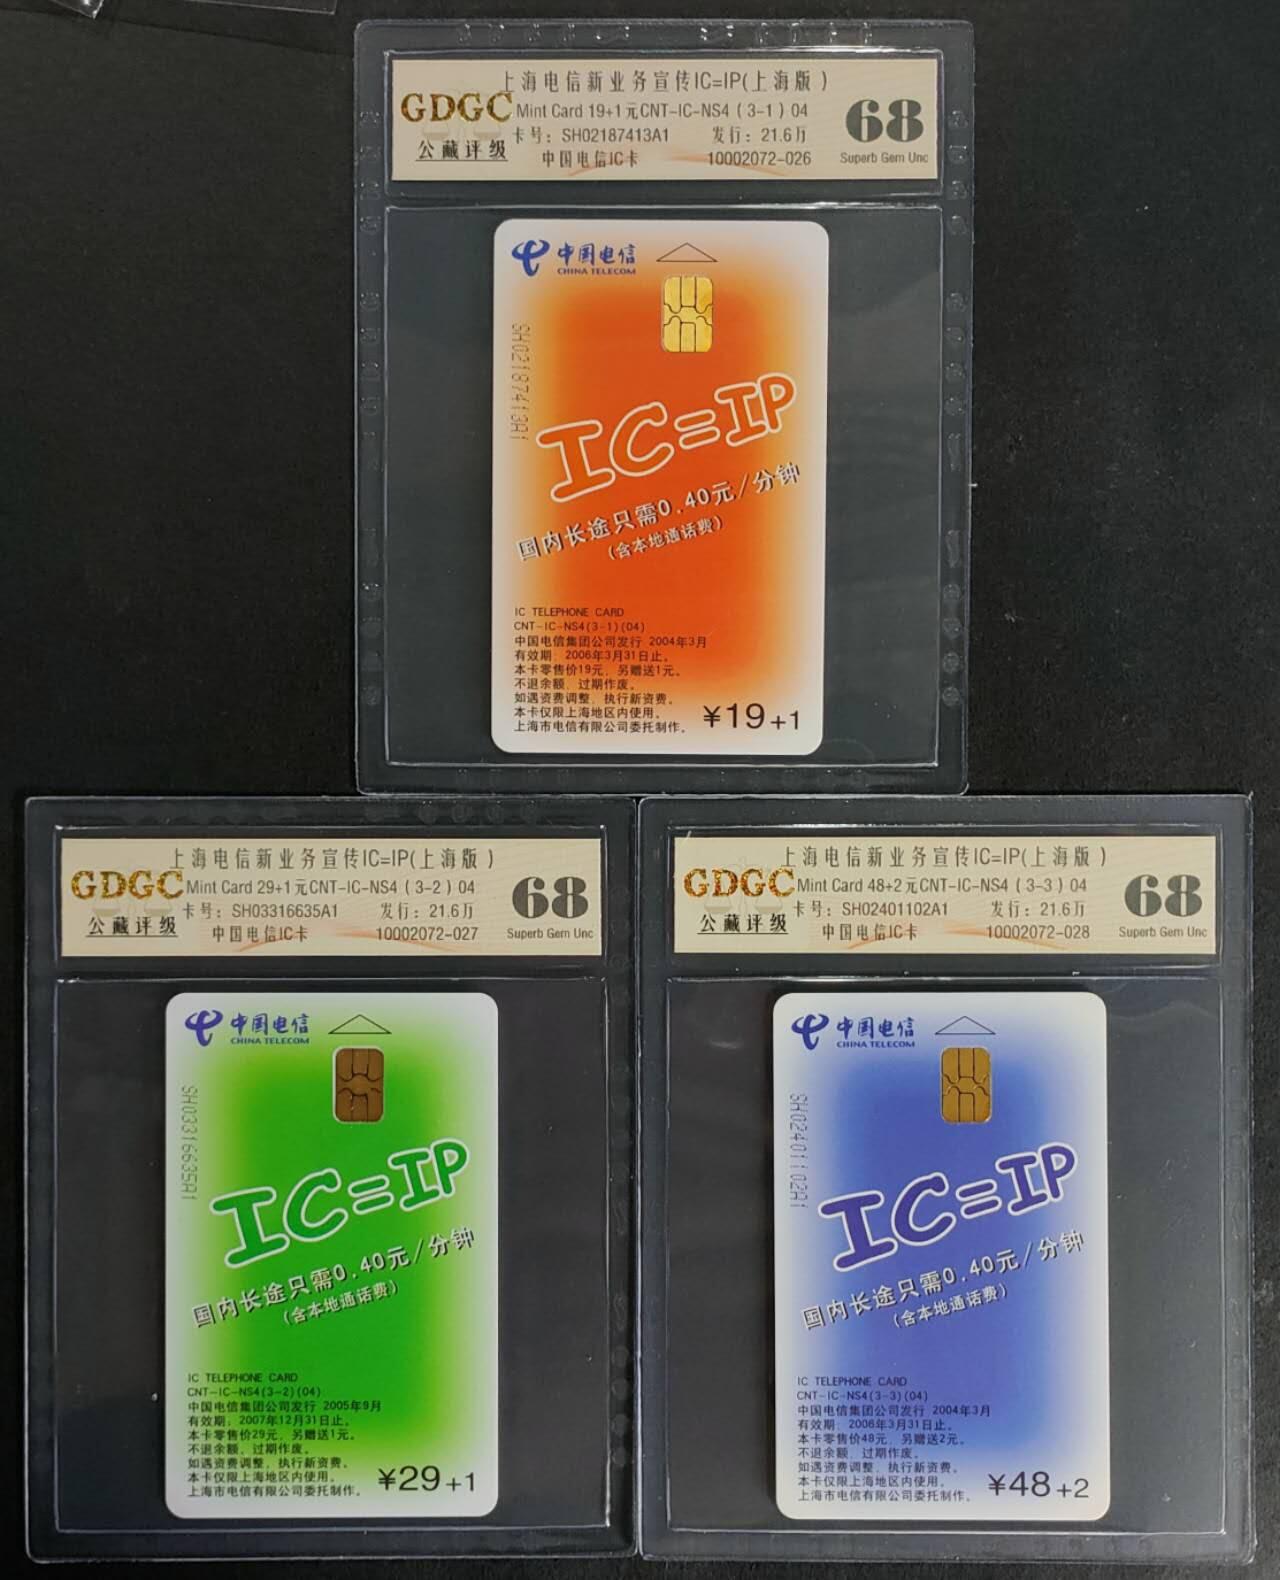 上海电信新业务宣传IC=IP(上海版)
GDGC
Mint Card 19+1元CNT-IC-NS4(3-1)04
卡号: SH02187413A1 发行: 21.6万
公藏评级
中国电信IC卡 10002072-026
68
Superb Gem Unc
中国电信
CHINA TELECOM
SH02187413A1
IC=IP
国内长途只需0.40元/分钟
(含本地通话费)
IC TELEPHONE CARD
CNT-IC-NS4(3-1)(04)
中国电信集团公司发行 2004年3月
有效期: 2006年3月31日止。
本卡零售价19元, 另赠送1元。
不退余额, 过期作废。
如遇资费调整, 执行新资费。
本卡仅限上海地区内使用。
上海市电信有限公司委托制作。
¥19+1
上海电信新业务宣传IC=IP(上海版)
GDGC
Mint Card 29+1元CNT-IC-NS4(3-2)04
卡号: SH03316635A1 发行: 21.6万
公藏评级
中国电信IC卡 10002072-027
68
Superb Gem Unc
中国电信
CHINA TELECOM
SH03316635A1
IC=IP
国内长途只需0.40元/分钟
(含本地通话费)
IC TELEPHONE CARD
CNT-IC-NS4(3-2)(04)
中国电信集团公司发行 2005年9月
有效期: 2007年12月31日止。
本卡零售价29元, 另赠送1元。
不退余额, 过期作废。
如遇资费调整, 执行新资费。
本卡仅限上海地区内使用。
上海市电信有限公司委托制作。
¥29+1
上海电信新业务宣传IC=IP(上海版)
GDGC
Mint Card 48+2元CNT-IC-NS4(3-3)04
卡号: SH02401102A1 发行: 21.6万
公藏评级
中国电信IC卡 10002072-028
68
Superb Gem Unc
中国电信
CHINA TELECOM
SH02401102A1
IC=IP
国内长途只需0.40元/分钟
(含本地通话费)
IC TELEPHONE CARD
CNT-IC-NS4(3-3)(04)
中国电信集团公司发行 2004年3月
有效期: 2006年3月31日止。
本卡零售价48元, 另赠送2元。
不退余额, 过期作废。
如遇资费调整, 执行新资费。
本卡仅限上海地区内使用。
上海市电信有限公司委托制作。
¥48+2